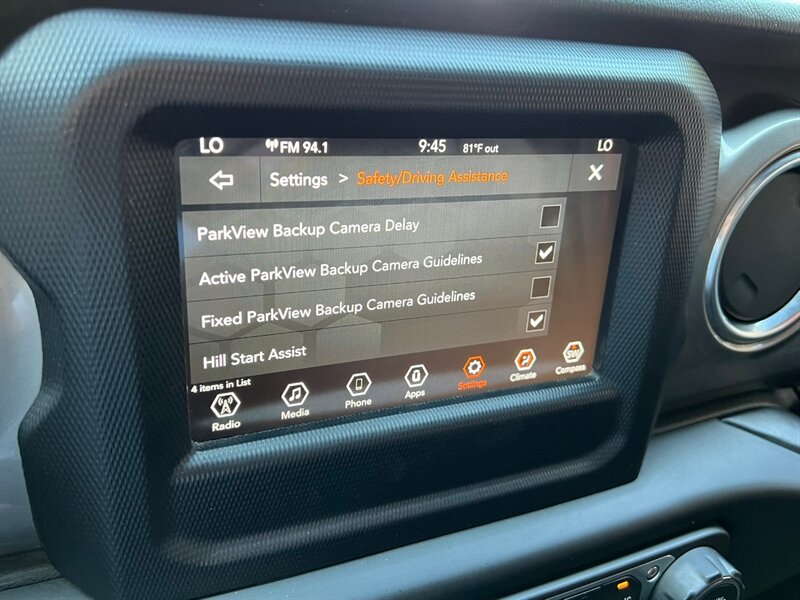 LO FM 94.1 9:45 81°F out LO
Settings > Safety/Driving Assistance X
ParkView Backup Camera Delay
Active ParkView Backup Camera Guidelines
Fixed ParkView Backup Camera Guidelines
Hill Start Assist
4 items in List
Radio Media Phone Apps Settings Climate SW Compass